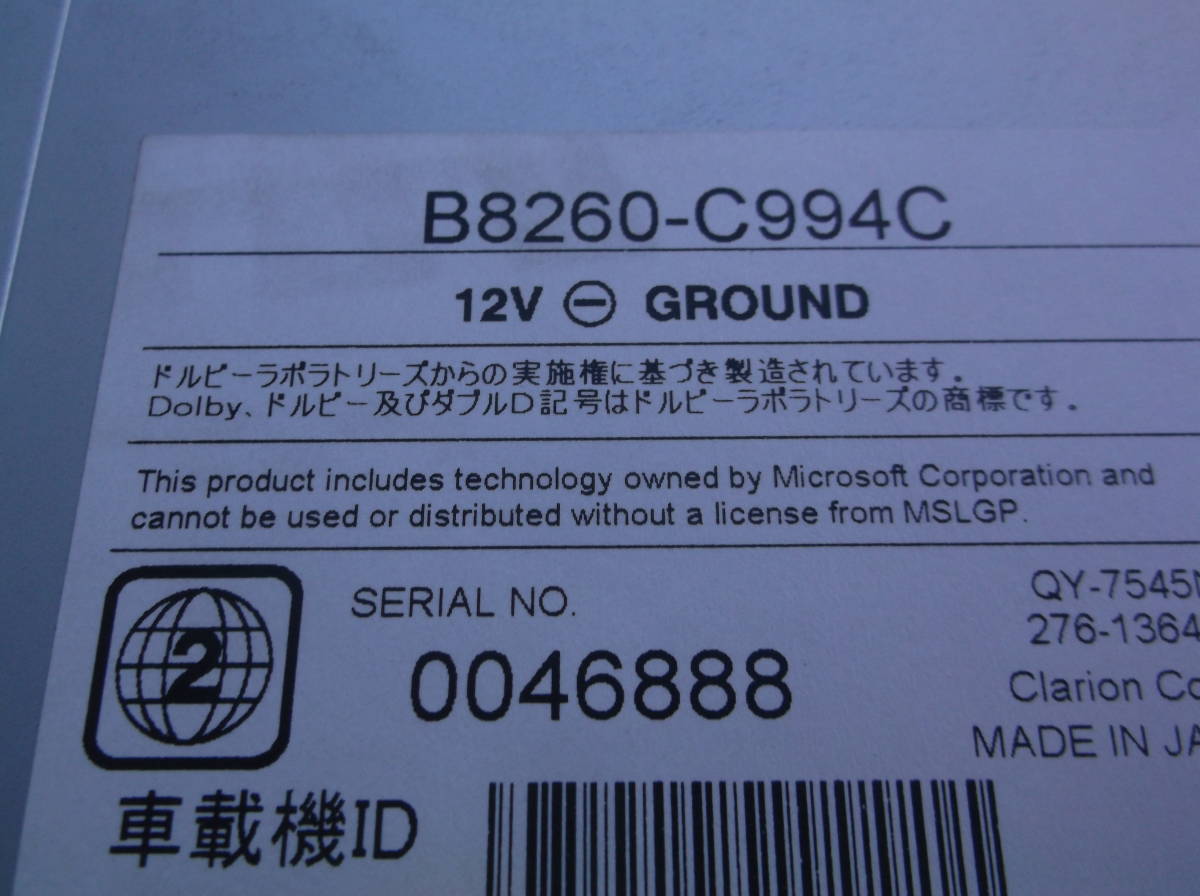 B8260-C994C
12V ⊖ GROUND
ドルビーラボラトリーズからの実施権に基づき製造されています.
Dolby、ドルビー及びダブルD記号はドルビーラボラトリーズの商標です.
This product includes technology owned by Microsoft Corporation and
cannot be used or distributed without a license from MSLGP.
2
SERIAL NO.
0046888
QY-7545
276-1364
Clarion Co
MADE IN JA
車載機ID